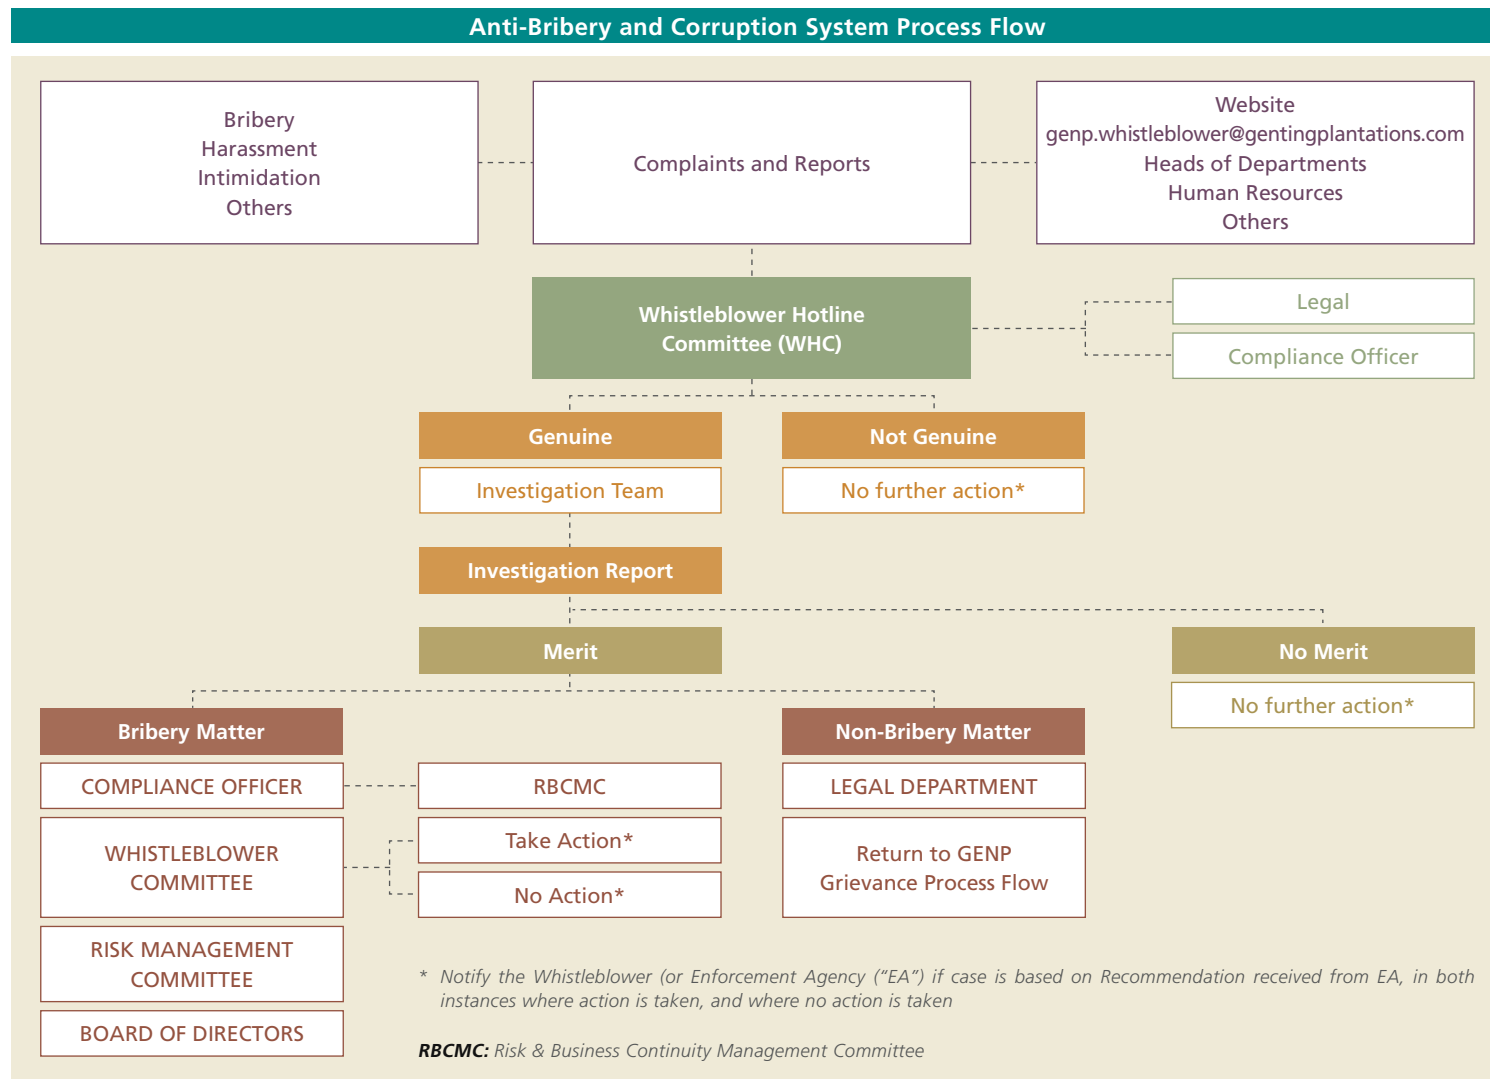 Anti-Bribery and Corruption System Process Flow
Bribery
Harassment
Intimidation
Others
Complaints and Reports
Website
genp.whistleblower@gentingplantations.com
Heads of Departments
Human Resources
Others
Whistleblower Hotline
Committee (WHC)
Legal
Compliance Officer
Genuine
Not Genuine
Investigation Team
No further action*
Investigation Report
Merit
No Merit
No further action*
Bribery Matter
Non-Bribery Matter
COMPLIANCE OFFICER
RBCMC
LEGAL DEPARTMENT
WHISTLEBLOWER
COMMITTEE
Take Action*
No Action*
Return to GENP
Grievance Process Flow
RISK MANAGEMENT
COMMITTEE
BOARD OF DIRECTORS
* Notify the Whistleblower (or Enforcement Agency (“EA”) if case is based on Recommendation received from EA, in both
instances where action is taken, and where no action is taken
RBCMC: Risk & Business Continuity Management Committee